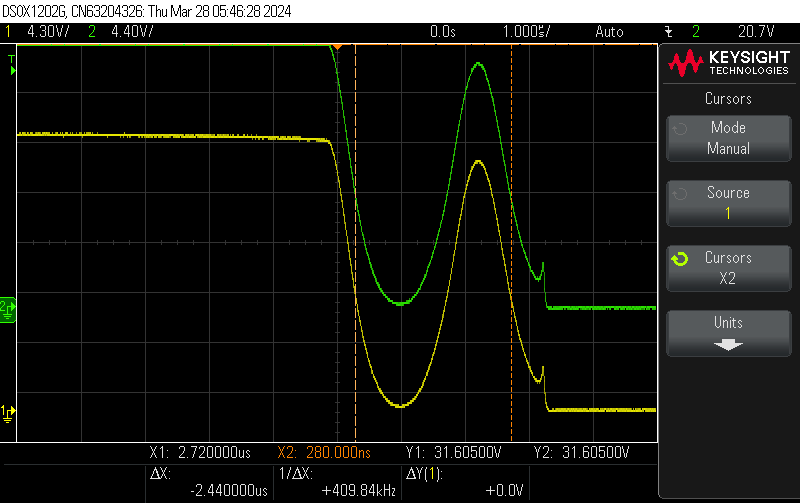 DSOX1202G, CN63204326: Thu Mar 28 05:46:28 2024
1 4.30V/ 2 4.40V/ 0.0s 1.000us/ Auto 2 20.7V
T
KEYSIGHT
TECHNOLOGIES
Cursors
Mode
Manual
Source
1
Cursors
X2
Units
2
1
X1: 2.720000us X2: 280.000ns Y1: 31.60500V Y2: 31.60500V
ΔX: 1/ΔX: ΔY(1):
-2.440000us +409.84kHz +0.0V